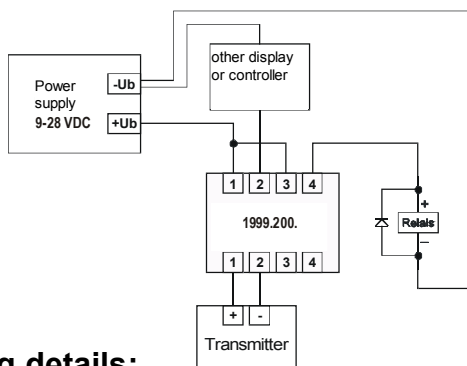 Power
supply
9-28 VDC
-Ub
+Ub
other display
or controller
1 2 3 4
1999.200.
1 2 3 4
+
Relais
–
+ -
Transmitter
g details: